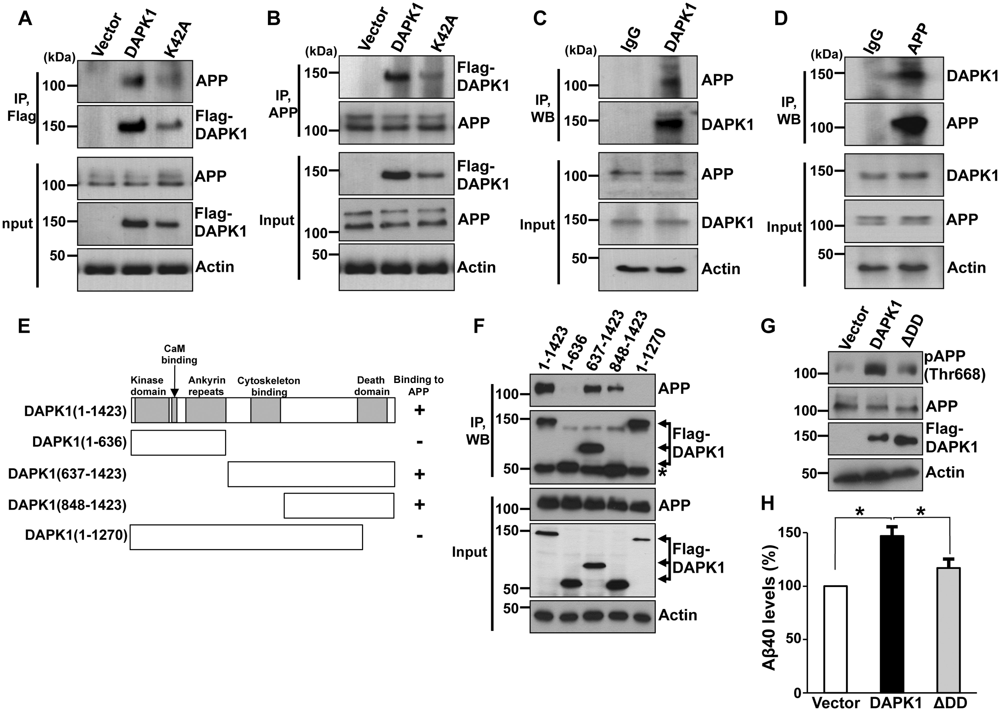 A
Vector
DAPK1
K42A
(kDa)
IP,
Flag
100
APP
150
Flag-
DAPK1
nput
100
APP
150
Flag-
DAPK1
50
Actin
B
Vector
DAPK1
K42A
(kDa)
IP,
APP
150
Flag-
DAPK1
100
APP
Input
150
Flag-
DAPK1
100
APP
50
Actin
C
IgG
DAPK1
(kDa)
IP,
WB
100
APP
150
DAPK1
Input
100
APP
150
DAPK1
50
Actin
D
IgG
APP
(kDa)
IP,
WB
150
DAPK1
100
APP
Input
150
DAPK1
100
APP
50
Actin
E
CaM
binding
Kinase
domain
Ankyrin
repeats
Cytoskeleton
binding
Death
domain
Binding to
APP
DAPK1(1-1423)
+
DAPK1(1-636)
-
DAPK1(637-1423)
+
DAPK1(848-1423)
+
DAPK1(1-1270)
-
F
1-1423
1-636
637-1423
848-1423
1-1270
IP,
WB
100
APP
150
Flag-
DAPK1
50
*
Input
100
APP
150
Flag-
DAPK1
50
50
Actin
G
Vector
DAPK1
ΔDD
100
pAPP
(Thr668)
100
APP
150
Flag-
DAPK1
50
Actin
H
* *
Aβ40 levels (%)
150
100
50
0
Vector DAPK1 ΔDD